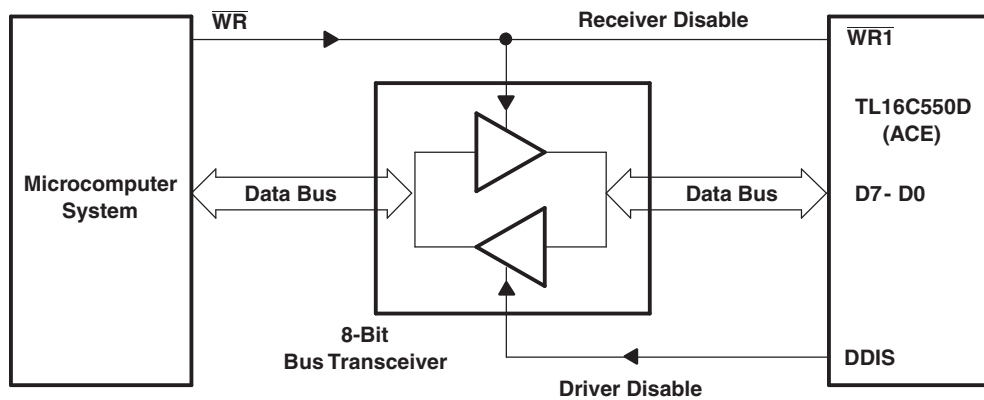 WR
Receiver Disable
WR1
TL16C550D
(ACE)
Microcomputer
System
Data Bus
Data Bus
D7- D0
8-Bit
Bus Transceiver
Driver Disable
DDIS